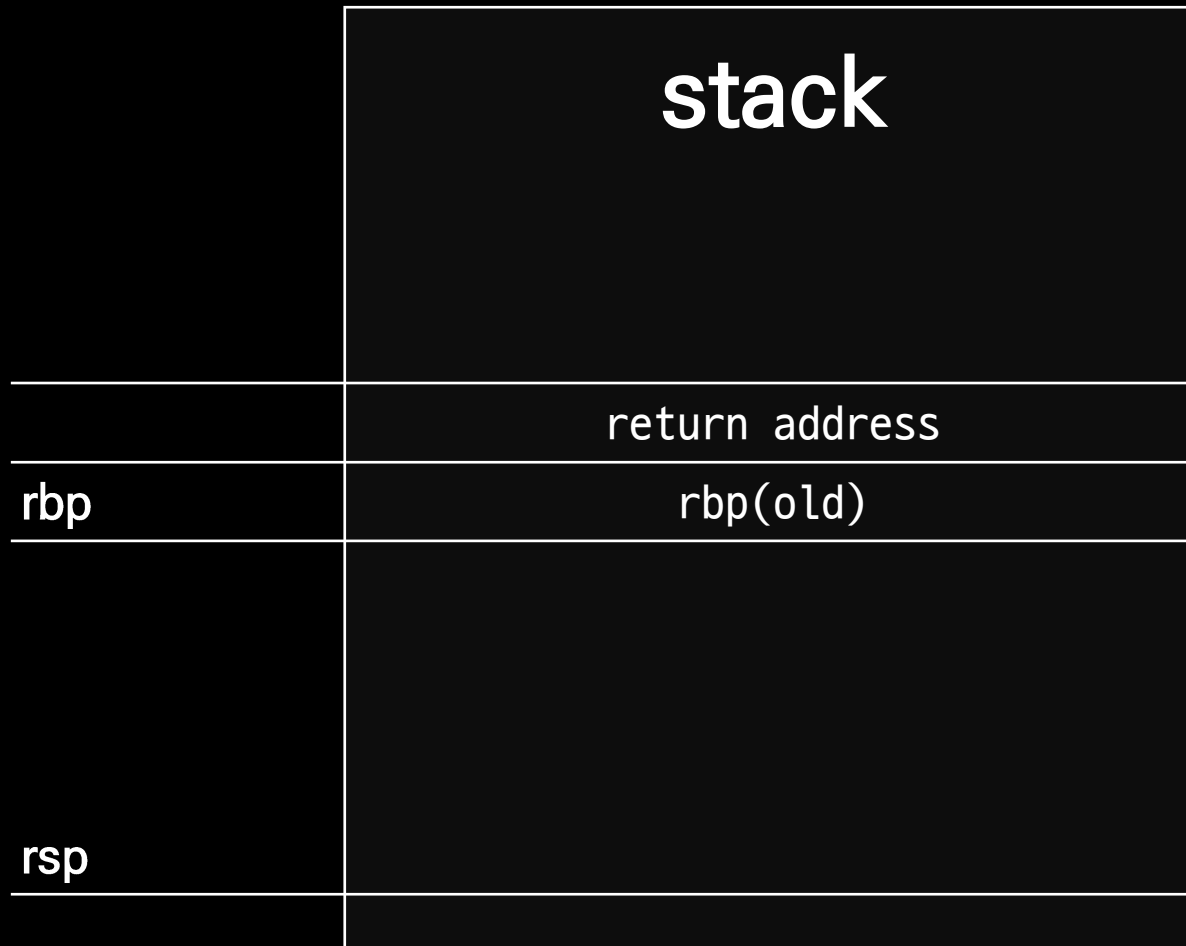 stack
return address
rbp
rbp(old)
rsp